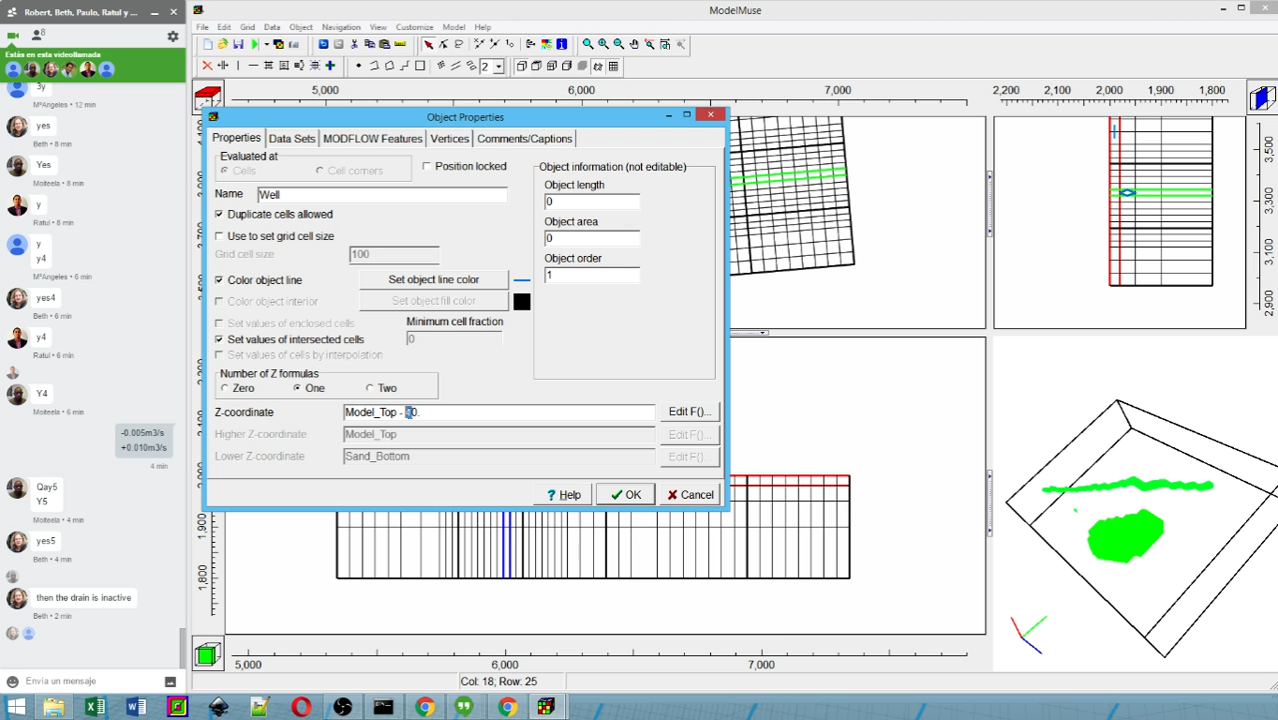 Robert, Beth, Paulo, Ratul y ...
8
Estás en esta videollamada
3y
MªAngeles • 12 min
yes
Beth • 8 min
Yes
Moiteela • 8 min
y
Ratul • 8 min
y
y4
MªAngeles • 6 min
yes4
Beth • 6 min
y4
Ratul • 6 min
Y4
Moiteela • 6 min
-0.005m3/s
+0.010m3/s
4 min
Qay5
Y5
Moiteela • 4 min
yes5
Beth • 4 min
then the drain is inactive
Beth • 2 min
Envía un mensaje
ModelMuse
File Edit Grid Data Object Navigation View Customize Model Help
2
5,000 6,000 7,000
2,200 2,100 2,000 1,900 1,800
3,500
3,300
3,100
2,900
Object Properties
Properties Data Sets MODFLOW Features Vertices Comments/Captions
Evaluated at
Cells Cell corners
Position locked
Name Well
Duplicate cells allowed
Use to set grid cell size
Grid cell size 100
Color object line Set object line color
Color object interior Set object fill color
Set values of enclosed cells
Minimum cell fraction
Set values of intersected cells 0
Set values of cells by interpolation
Number of Z formulas
Zero One Two
Z-coordinate Model_Top - Edit F()...
Higher Z-coordinate Model_Top Edit F()...
Lower Z-coordinate Sand_Bottom Edit F()...
Object information (not editable)
Object length
0
Object area
0
Object order
1
Help OK Cancel
1,900
1,800
5,000 6,000 7,000
Col: 18; Row: 25